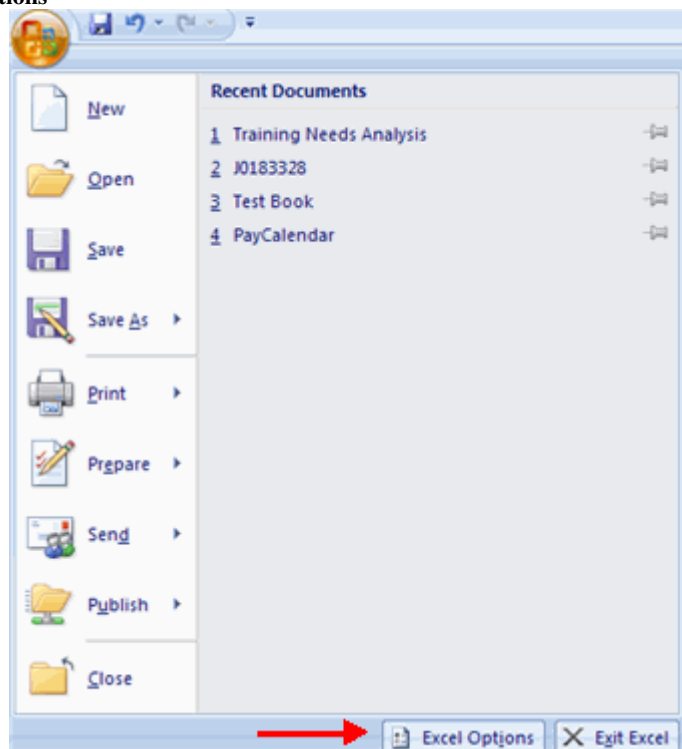 New
Open
Save
Save As
Print
Prepare
Send
Publish
Close
Recent Documents
1 Training Needs Analysis
2 J0183328
3 Test Book
4 PayCalendar
Excel Options
Exit Excel